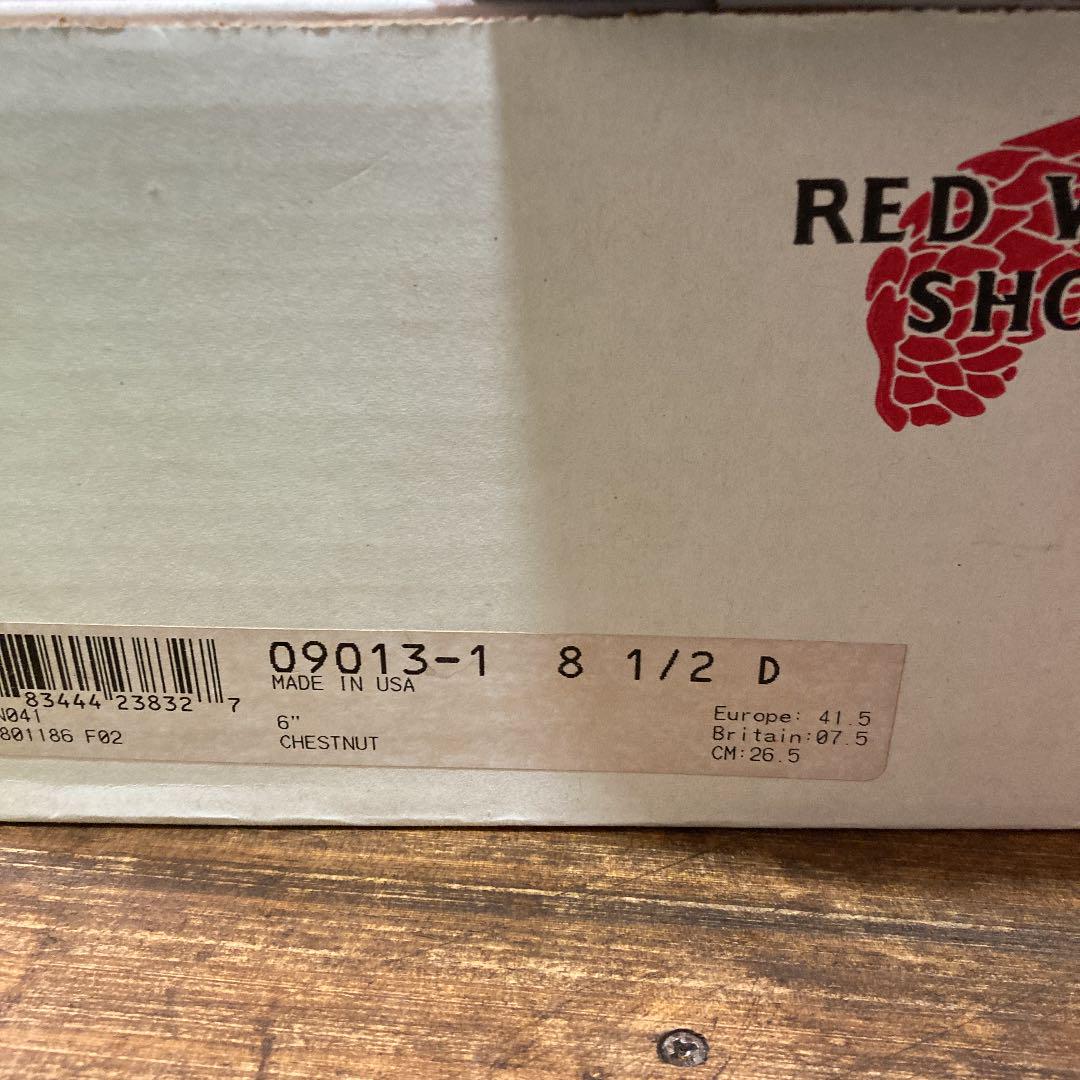 RED W
SHO
09013-1 8 1/2 D
MADE IN USA
83444 23832 7
6"
CHESTNUT
N041
801186 F02
Europe: 41.5
Britain:07.5
CM:26.5